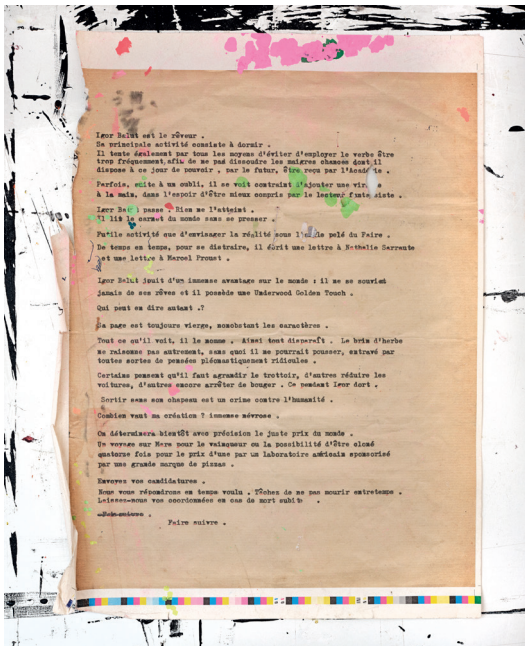 Igor Balut est le rêveur .
Sa principale activité consiste à dormir .
Il tente également par tous les moyens d'éviter d'employer le verbe être
trop fréquemment, afin de ne pas dissoudre les maigres chances dont il
dispose à ce jour de pouvoir , par le futur, être reçu par l'Académie .
Parfois, suite à un oubli, il se voit contraint d'ajouter une
à la main, dans l'espoir d'être mieux compris par le lecteur
Igor passe . Rien ne l'atteint .
Il lit le carnet du monde sans se presser .
Futile activité que d'envisager la réalité sous pelé du Faire .
De temps en temps, pour se distraire, il écrit une lettre à Nathalie Sarraute
et une lettre à Marcel Proust .
Igor Balut jouit d'un immense avantage sur le monde : il ne se souvient
jamais de ses rêves et il possède une Underwood Golden Touch .
Qui peut en dire autant .?
Sa page est toujours vierge, nonobstant les caractères .
Tout ce qu'il voit, il le nomme . Ainsi tout disparaît . Le brin d'herbe
ne raisonne pas autrement, sans quoi il ne pourrait pousser, entravé par
toutes sortes de pensées pléonastiquement ridicules .
Certains pensent qu'il faut agrandir le trottoir, d'autres réduire les
voitures, d'autres encore arrêter de bouger . Ce pendant Igor dort .
Sortir sans son chapeau est un crime contre l'humanité .
Combien vaut ma création ? immense névrose .
On déterminera bientôt avec précision le juste prix du monde .
Un voyage sur Mars pour le vainqueur ou la possibilité d'être cloné
quatorze fois pour le prix d'une par un laboratoire américain sponsorisé
par une grande marque de pizzas .
Envoyez vos candidatures .
Nous vous répondrons en temps voulu . Tâchez de ne pas mourir entretemps .
Laissez-nous vos coordonnées en cas de mort subite .
Faire suivre .